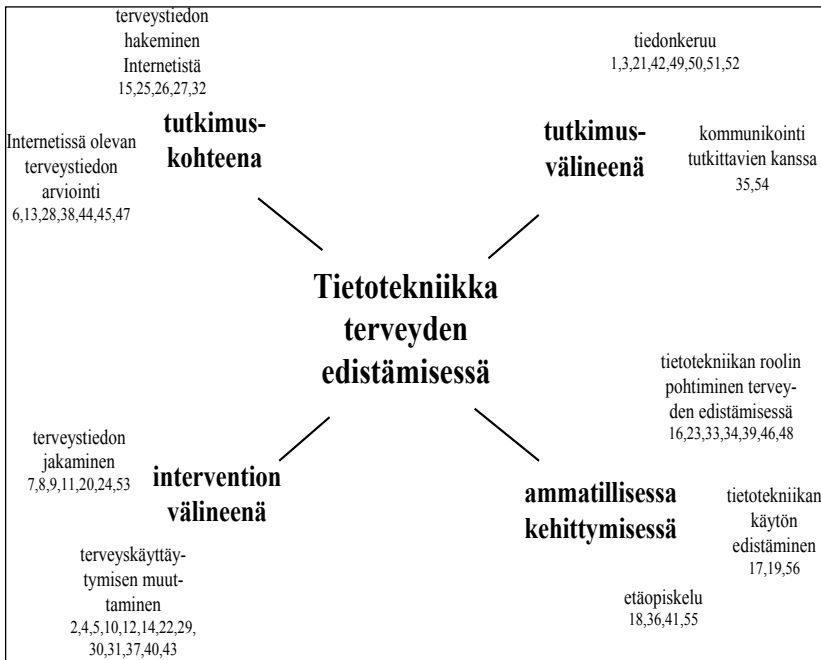 terveystiedon
hakeminen
Internetistä
15,25,26,27,32
tutkimus-
kohteena
Internetissä olevan
terveystiedon
arviointi
6,13,28,38,44,45,47
tiedonkeruu
1,3,21,42,49,50,51,52
tutkimus-
välineenä
kommunikointi
tutkittavien kanssa
35,54
Tietotekniikka
terveyden
edistämisessä
terveystiedon
jakaminen
7,8,9,11,20,24,53
intervention
välineenä
terveyskäyttäy-
tymisen muut-
taminen
2,4,5,10,12,14,22,29,
30,31,37,40,43
tietotekniikan roolin
pohtiminen tervey-
den edistämisessä
16,23,33,34,39,46,48
ammatillisessa
kehittymisessä
tietotekniikan
käytön
edistäminen
17,19,56
etäopiskelu
18,36,41,55